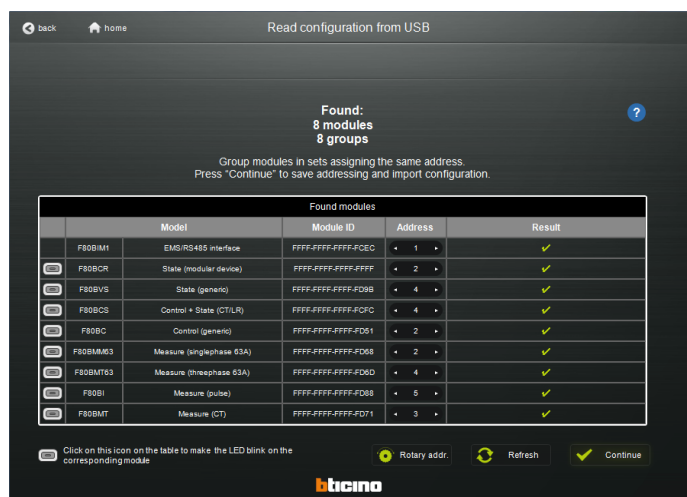 back
home
Read configuration from USB
Found:
8 modules
8 groups
?
Group modules in sets assigning the same address.
Press "Continue" to save addressing and import configuration.
Found modules
Model Module ID Address Result
F80BIM1 EMS/RS485 interface FFFF-FFFF-FFFF-FCEC 1
F80BCR State (modular device) FFFF-FFFF-FFFF-FFFF 2
F80BVS State (generic) FFFF-FFFF-FFFF-FD9B 4
F80BCS Control + State (CT/LR) FFFF-FFFF-FFFF-FCFC 4
F80BC Control (generic) FFFF-FFFF-FFFF-FD51 2
F80BMM63 Measure (singlephase 63A) FFFF-FFFF-FFFF-FD68 2
F80BMT63 Measure (threephase 63A) FFFF-FFFF-FFFF-FD6D 4
F80BI Measure (pulse) FFFF-FFFF-FFFF-FD88 5
F80BMT Measure (CT) FFFF-FFFF-FFFF-FD71 3
Click on this icon on the table to make the LED blink on the
corresponding module
Rotary addr.
Refresh
Continue
bticino